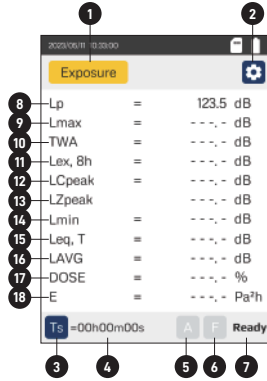 1
2
2023/05/11 10:33:00
Exposure
8 Lp = 123.5 dB
9 Lmax = ---.- dB
10 TWA = ---.- dB
11 Lex, 8h = ---.- dB
12 LCpeak = ---.- dB
13 LZpeak ---.- dB
14 Lmin = ---.- dB
15 Leq, T = ---.- dB
16 LAVG = ---.- dB
17 DOSE = ---.- %
18 E = ---.- Pa²h
Ts =00h00m00s A F Ready
3 4 5 6 7